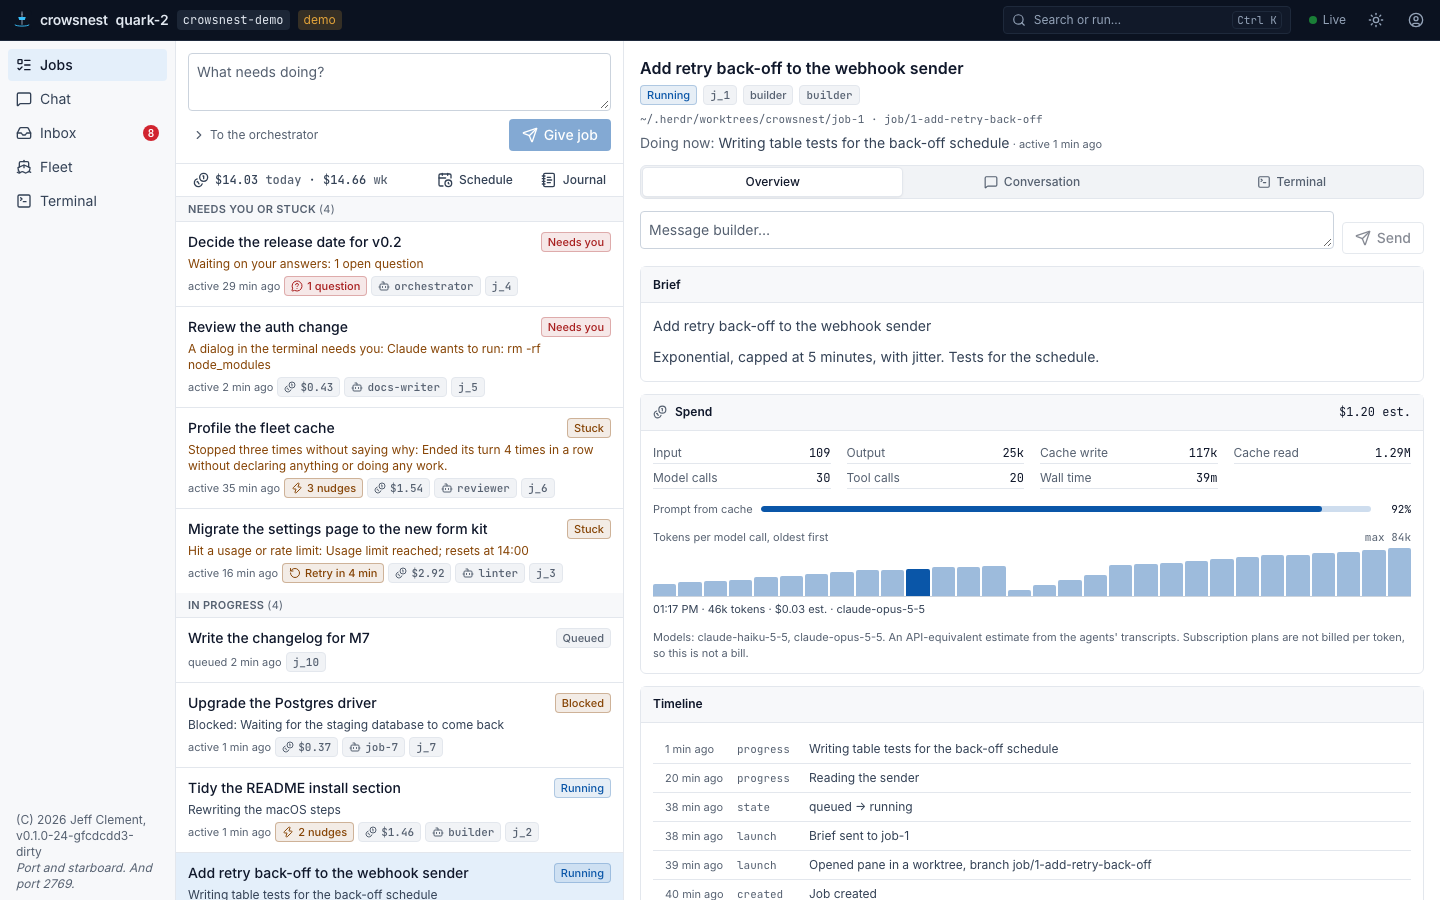 crowsnest quark-2 crowsnest-demo demo
Search or run... Ctrl K
Live
Jobs
Chat
Inbox 8
Fleet
Terminal
(C) 2026 Jeff Clement,
v0.1.0-24-gfcdcdd3-
dirty
Port and starboard. And
port 2769.
What needs doing?
To the orchestrator
Give job
$14.03 today · $14.66 wk
Schedule
Journal
NEEDS YOU OR STUCK (4)
Decide the release date for v0.2
Needs you
Waiting on your answers: 1 open question
active 29 min ago 1 question orchestrator j_4
Review the auth change
Needs you
A dialog in the terminal needs you: Claude wants to run: rm -rf
node_modules
active 2 min ago $0.43 docs-writer j_5
Profile the fleet cache
Stuck
Stopped three times without saying why: Ended its turn 4 times in a row
without declaring anything or doing any work.
active 35 min ago 3 nudges $1.54 reviewer j_6
Migrate the settings page to the new form kit
Stuck
Hit a usage or rate limit: Usage limit reached; resets at 14:00
active 16 min ago Retry in 4 min $2.92 linter j_3
IN PROGRESS (4)
Write the changelog for M7
Queued
queued 2 min ago j_10
Upgrade the Postgres driver
Blocked
Blocked: Waiting for the staging database to come back
active 1 min ago $0.37 job-7 j_7
Tidy the README install section
Running
Rewriting the macOS steps
active 1 min ago 2 nudges $1.46 builder j_2
Add retry back-off to the webhook sender
Running
Writing table tests for the back-off schedule
Add retry back-off to the webhook sender
Running j_1 builder builder
~/.herdr/worktrees/crowsnest/job-1 · job/1-add-retry-back-off
Doing now: Writing table tests for the back-off schedule · active 1 min ago
Overview
Conversation
Terminal
Message builder...
Send
Brief
Add retry back-off to the webhook sender
Exponential, capped at 5 minutes, with jitter. Tests for the schedule.
Spend
$1.20 est.
Input 109
Output 25k
Cache write 117k
Cache read 1.29M
Model calls 30
Tool calls 20
Wall time 39m
Prompt from cache 92%
Tokens per model call, oldest first
max 84k
01:17 PM · 46k tokens · $0.03 est. · claude-opus-5-5
Models: claude-haiku-5-5, claude-opus-5-5. An API-equivalent estimate from the agents' transcripts. Subscription plans are not billed per token,
so this is not a bill.
Timeline
1 min ago progress Writing table tests for the back-off schedule
20 min ago progress Reading the sender
38 min ago state queued → running
38 min ago launch Brief sent to job-1
39 min ago launch Opened pane in a worktree, branch job/1-add-retry-back-off
40 min ago created Job created